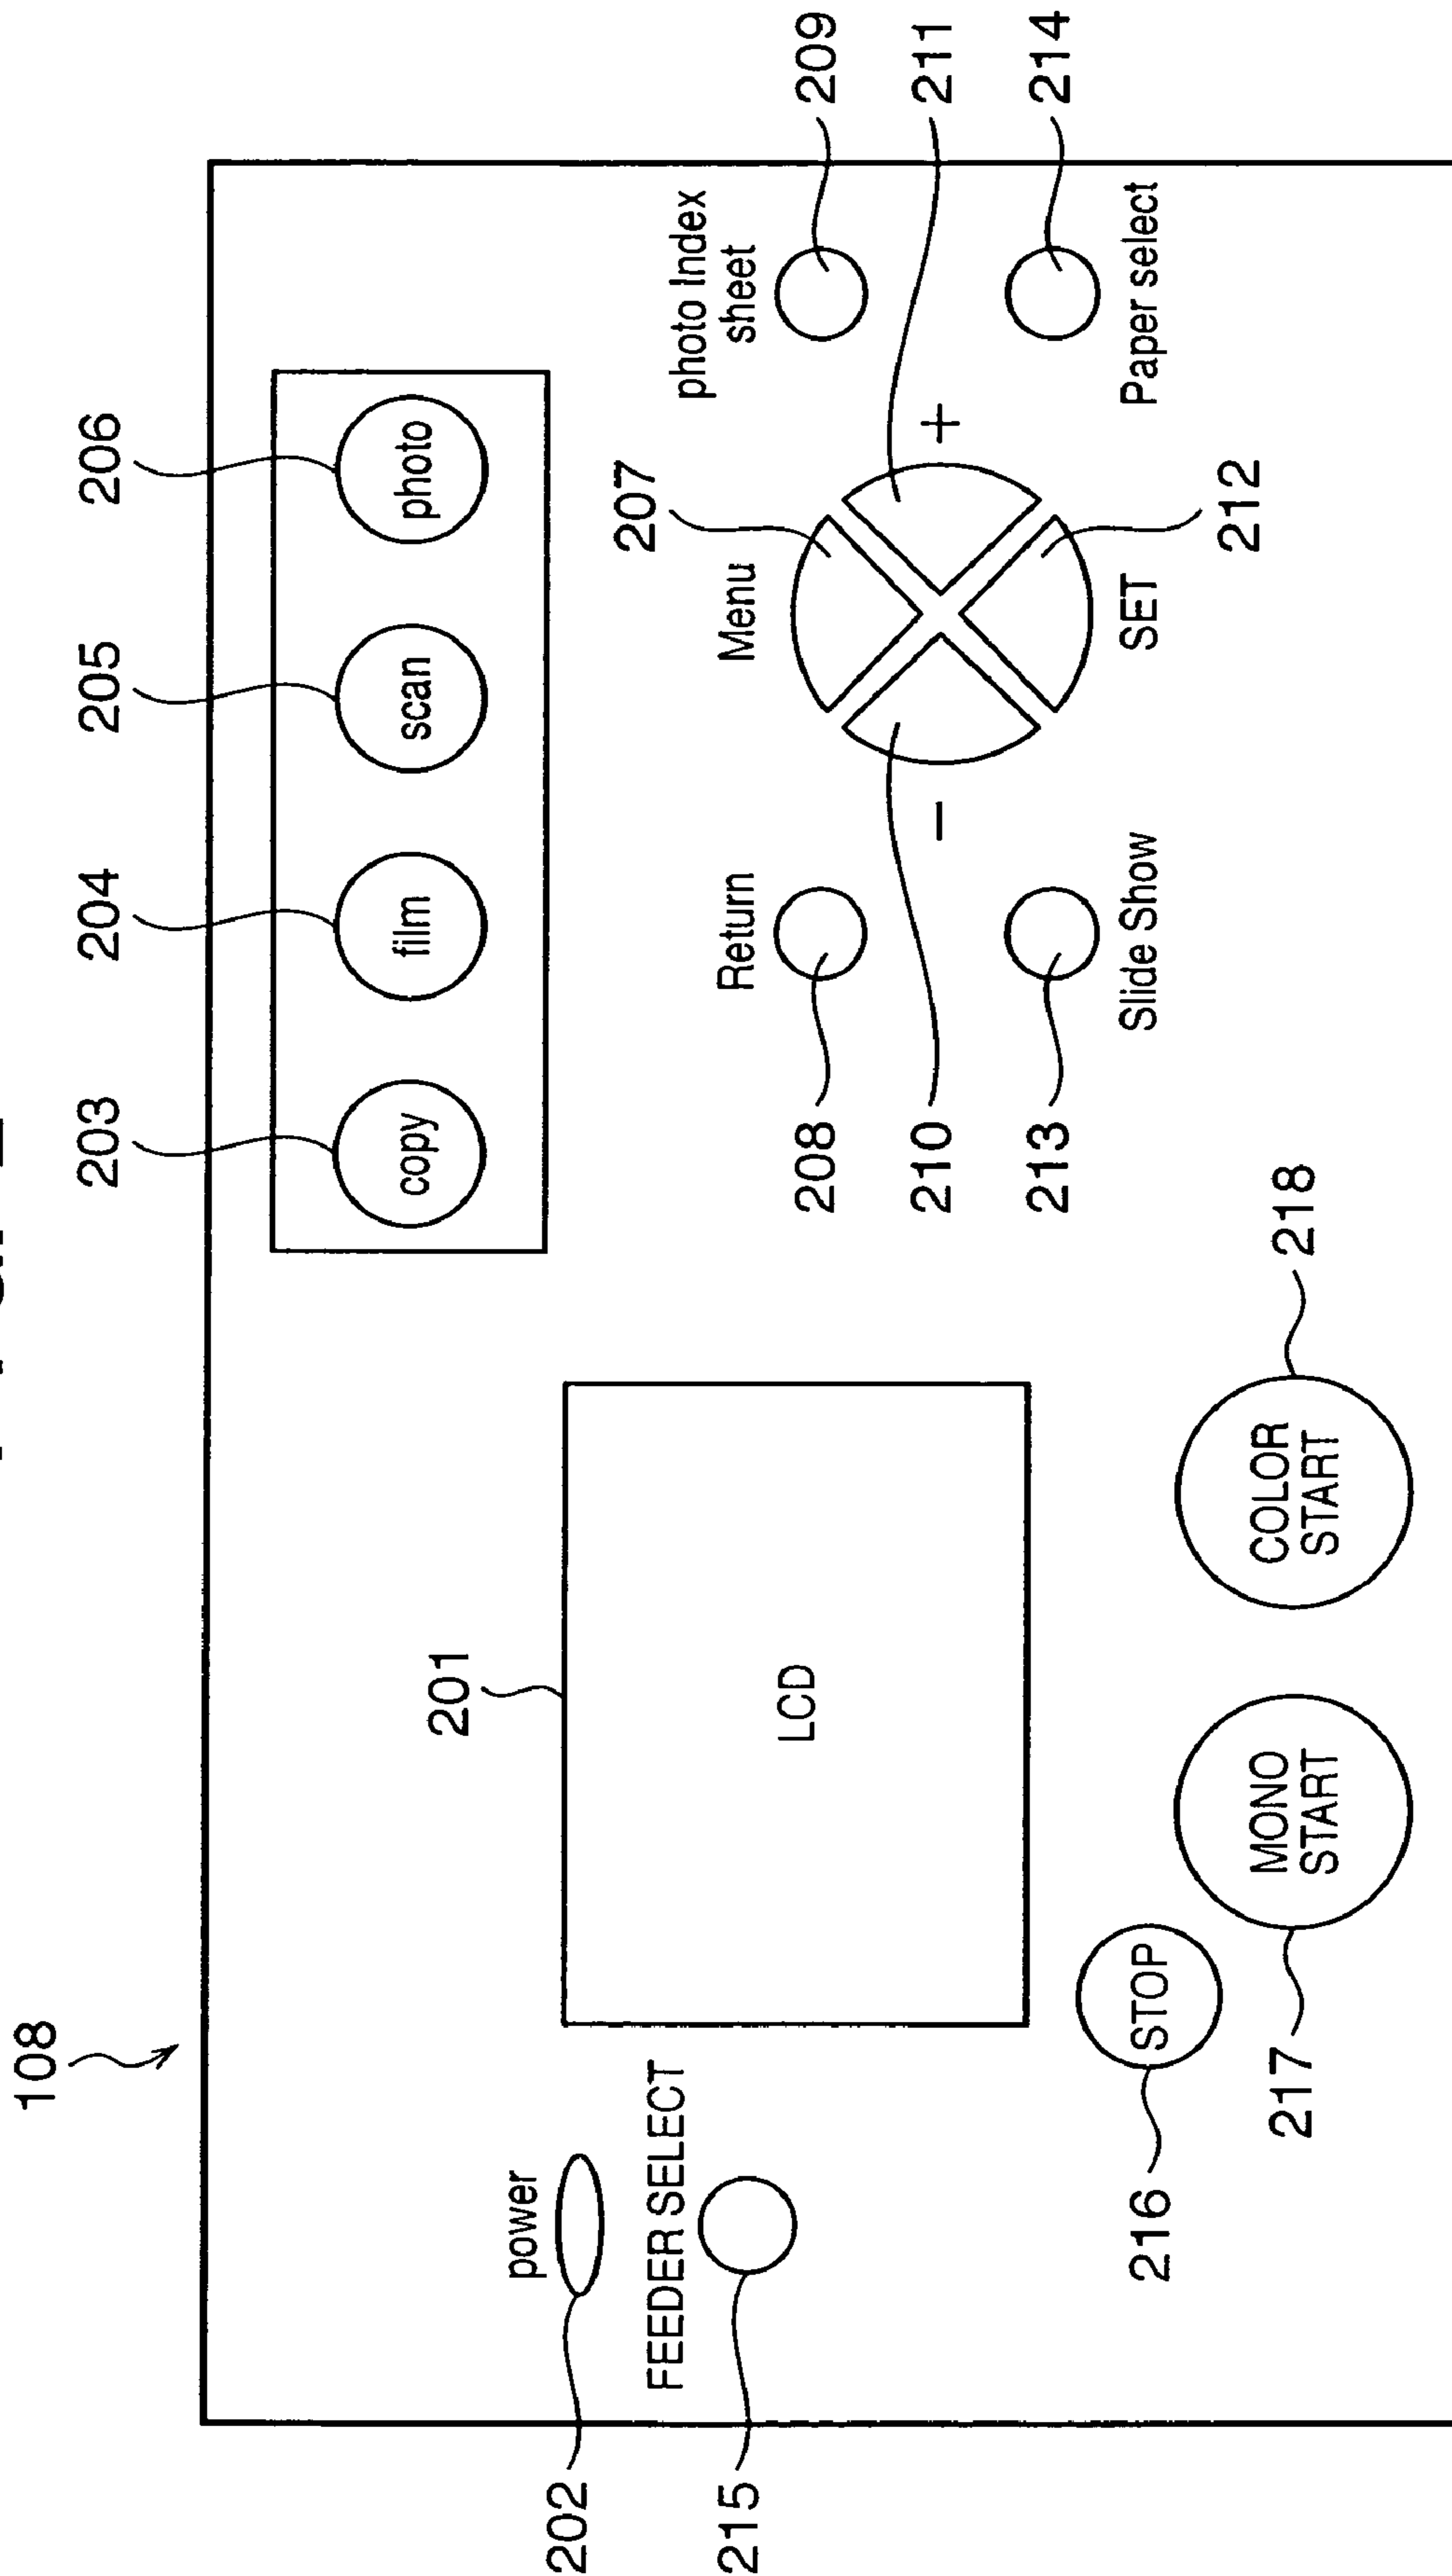 108
201
202
power
FEEDER SELECT
215
LCD
203
204
205
206
copy
film
scan
photo
207
Return
Menu
photo Index
sheet
208
209
210
−
+
211
213
214
Slide Show
SET
Paper select
212
STOP
216
MONO
START
217
COLOR
START
218